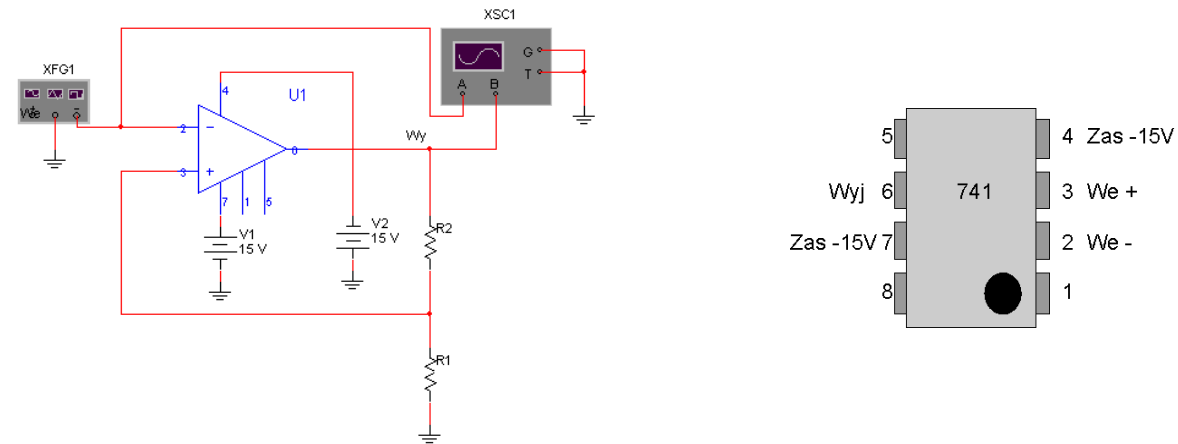 XSC1
G
T
A
B
XFG1
We
+
-
4
U1
2
-
3
+
6
7
1
5
Wy
V1
15 V
V2
15 V
R2
R1
5
4 Zas -15V
Wyj 6
741
3 We +
Zas -15V 7
2 We -
8
1